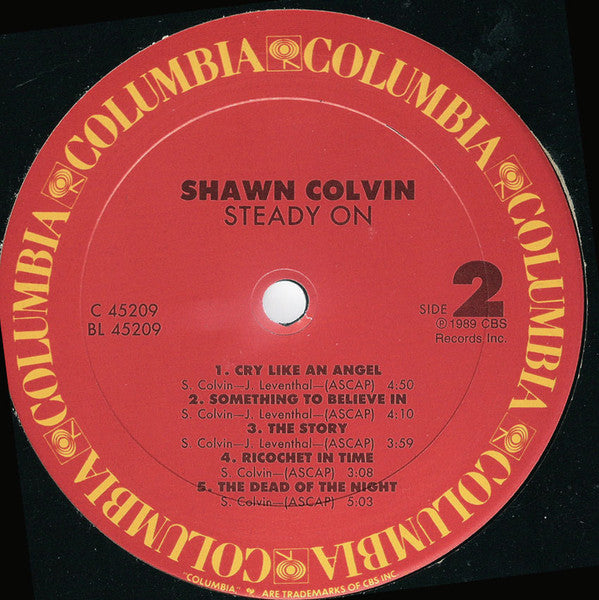 COLUMBIA COLUMBIA COLUMBIA COLUMBIA COLUMBIA COLUMBIA COLUMBIA COLUMBIA
SHAWN COLVIN
STEADY ON
C 45209
BL 45209
SIDE 2
℗ 1989 CBS
Records Inc.
1. CRY LIKE AN ANGEL
S. Colvin—J. Leventhal—(ASCAP) 4:50
2. SOMETHING TO BELIEVE IN
S. Colvin—J. Leventhal—(ASCAP) 4:10
3. THE STORY
S. Colvin—J. Leventhal—(ASCAP) 3:59
4. RICOCHET IN TIME
S. Colvin—(ASCAP) 3:08
5. THE DEAD OF THE NIGHT
S. Colvin—(ASCAP) 5:03
"COLUMBIA," ARE TRADEMARKS OF CBS INC.